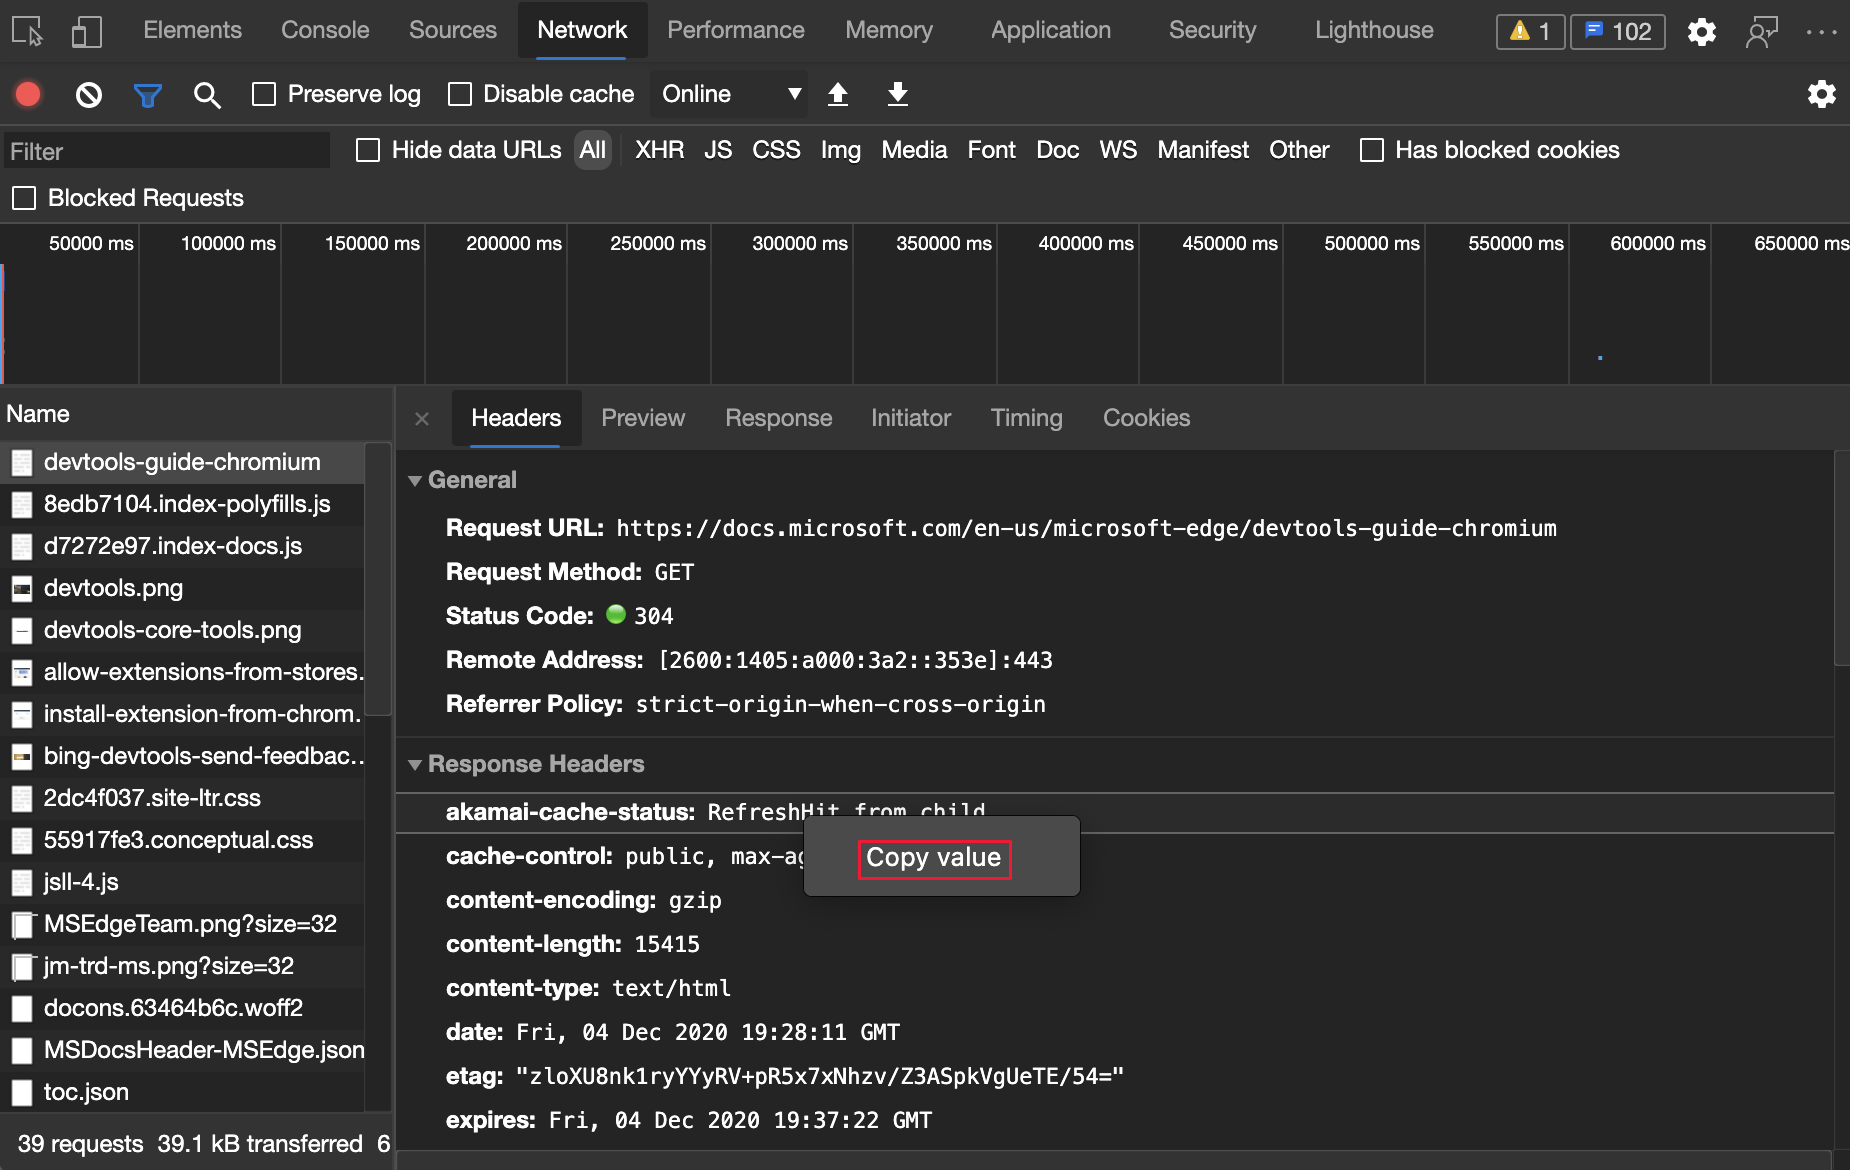 Elements Console Sources Network Performance Memory Application Security Lighthouse 1 102
Preserve log Disable cache Online
Filter Hide data URLs All XHR JS CSS Img Media Font Doc WS Manifest Other Has blocked cookies
Blocked Requests
50000 ms 100000 ms 150000 ms 200000 ms 250000 ms 300000 ms 350000 ms 400000 ms 450000 ms 500000 ms 550000 ms 600000 ms 650000 ms
Name
devtools-guide-chromium
8edb7104.index-polyfills.js
d7272e97.index-docs.js
devtools.png
devtools-core-tools.png
allow-extensions-from-stores.
install-extension-from-chrom.
bing-devtools-send-feedbac..
2dc4f037.site-ltr.css
55917fe3.conceptual.css
jsll-4.js
MSEdgeTeam.png?size=32
jm-trd-ms.png?size=32
docons.63464b6c.woff2
MSDocsHeader-MSEdge.json
toc.json
39 requests 39.1 kB transferred 6
Headers Preview Response Initiator Timing Cookies
General
Request URL: https://docs.microsoft.com/en-us/microsoft-edge/devtools-guide-chromium
Request Method: GET
Status Code: 304
Remote Address: [2600:1405:a000:3a2::353e]:443
Referrer Policy: strict-origin-when-cross-origin
Response Headers
akamai-cache-status: RefreshHit from child
cache-control: public, max-ag
Copy value
content-encoding: gzip
content-length: 15415
content-type: text/html
date: Fri, 04 Dec 2020 19:28:11 GMT
etag: "zloXU8nk1ryYYyRV+pR5x7xNhzv/Z3ASpkVgUeTE/54="
expires: Fri, 04 Dec 2020 19:37:22 GMT